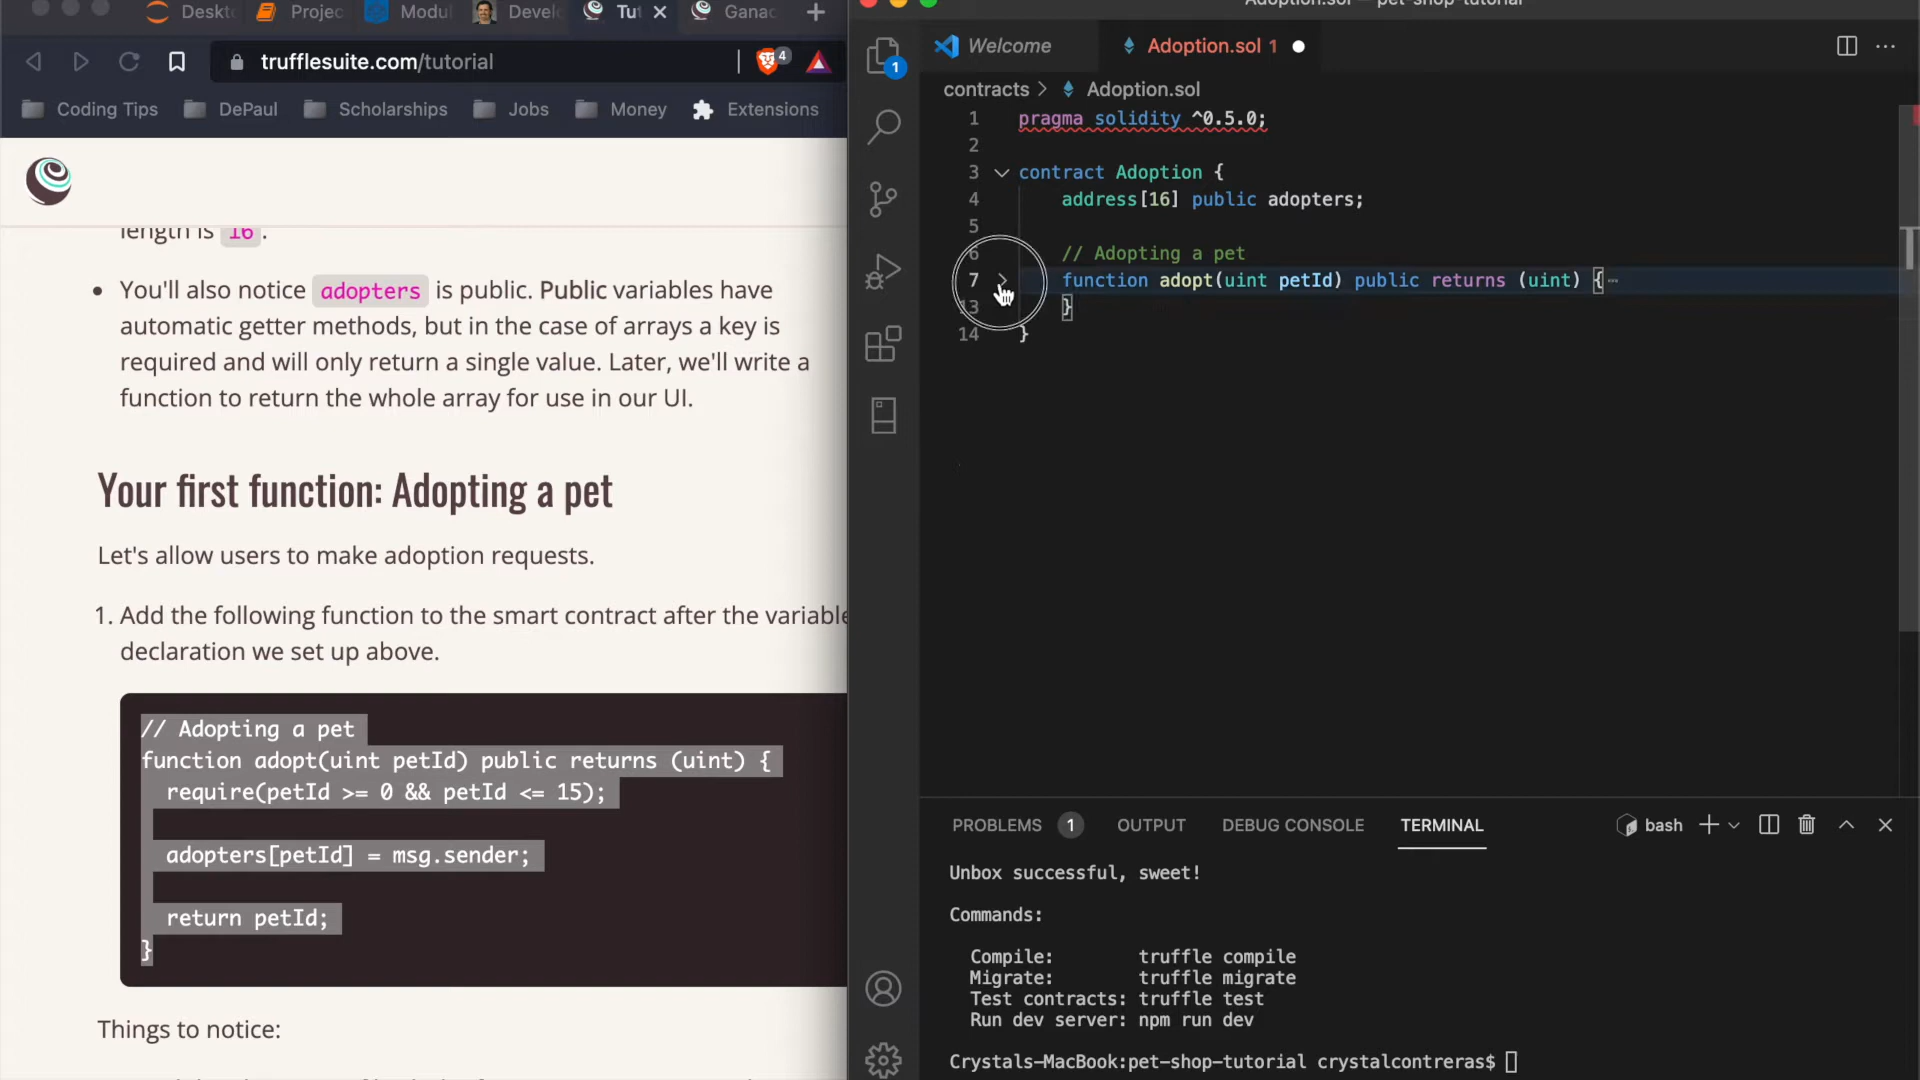 Deskt
Projec
Modul
Devel
Tut
Ganac
trufflesuite.com/tutorial
4
Coding Tips
DePaul
Scholarships
Jobs
Money
Extensions
length is 16.
• You'll also notice adopters is public. Public variables have
automatic getter methods, but in the case of arrays a key is
required and will only return a single value. Later, we'll write a
function to return the whole array for use in our UI.
Your first function: Adopting a pet
Let's allow users to make adoption requests.
1. Add the following function to the smart contract after the variable
declaration we set up above.
// Adopting a pet
function adopt(uint petId) public returns (uint) {
require(petId >= 0 && petId <= 15);
adopters[petId] = msg.sender;
return petId;
}
Things to notice:
Adoption.sol — pet-shop-tutorial
1
Welcome
Adoption.sol 1
contracts > Adoption.sol
1 pragma solidity ^0.5.0;
2
3 contract Adoption {
4 address[16] public adopters;
5
6 // Adopting a pet
7 function adopt(uint petId) public returns (uint) {…
13 }
14 }
PROBLEMS 1 OUTPUT DEBUG CONSOLE TERMINAL bash
Unbox successful, sweet!
Commands:
Compile: truffle compile
Migrate: truffle migrate
Test contracts: truffle test
Run dev server: npm run dev
Crystals-MacBook:pet-shop-tutorial crystalcontreras$